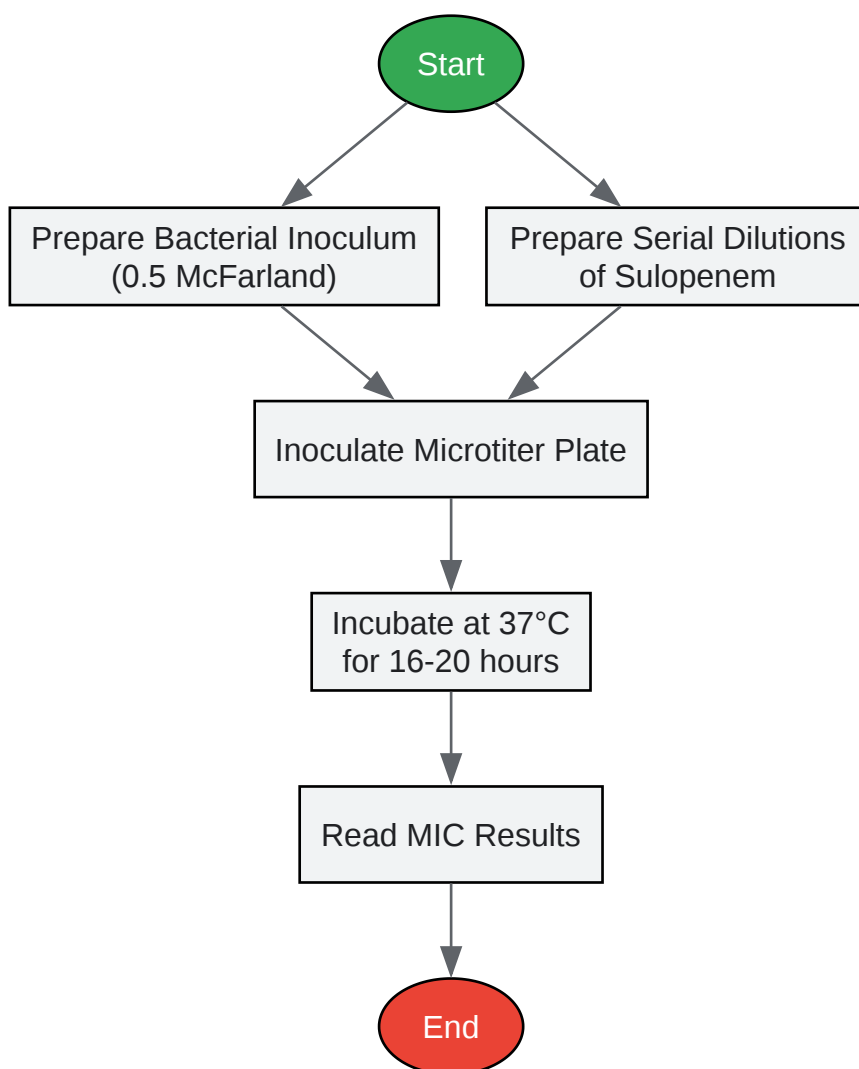 Start
Prepare Bacterial Inoculum
(0.5 McFarland)
Prepare Serial Dilutions
of Sulopenem
Inoculate Microtiter Plate
Incubate at 37°C
for 16-20 hours
Read MIC Results
End